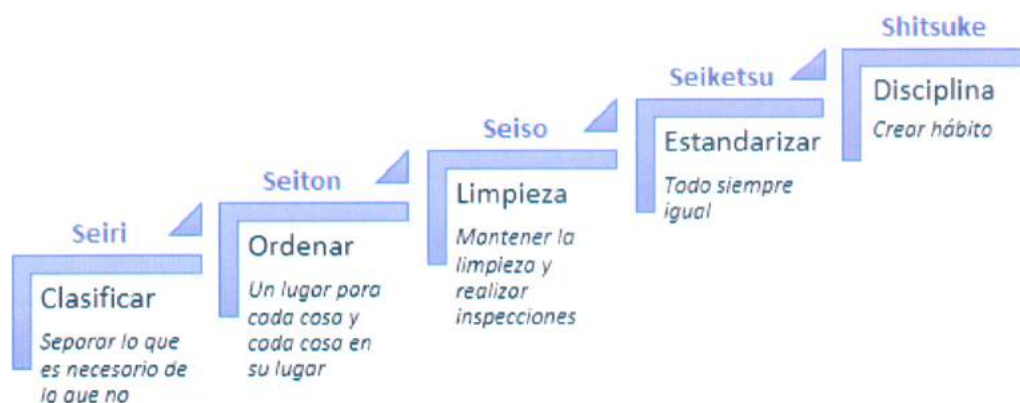 Seiri
Clasificar
Separar lo que
es necesario de
lo que no
Seiton
Ordenar
Un lugar para
cada cosa y
cada cosa en
su lugar
Seiso
Limpieza
Mantener la
limpieza y
realizar
inspecciones
Seiketsu
Estandarizar
Todo siempre
igual
Shitsuke
Disciplina
Crear hábito